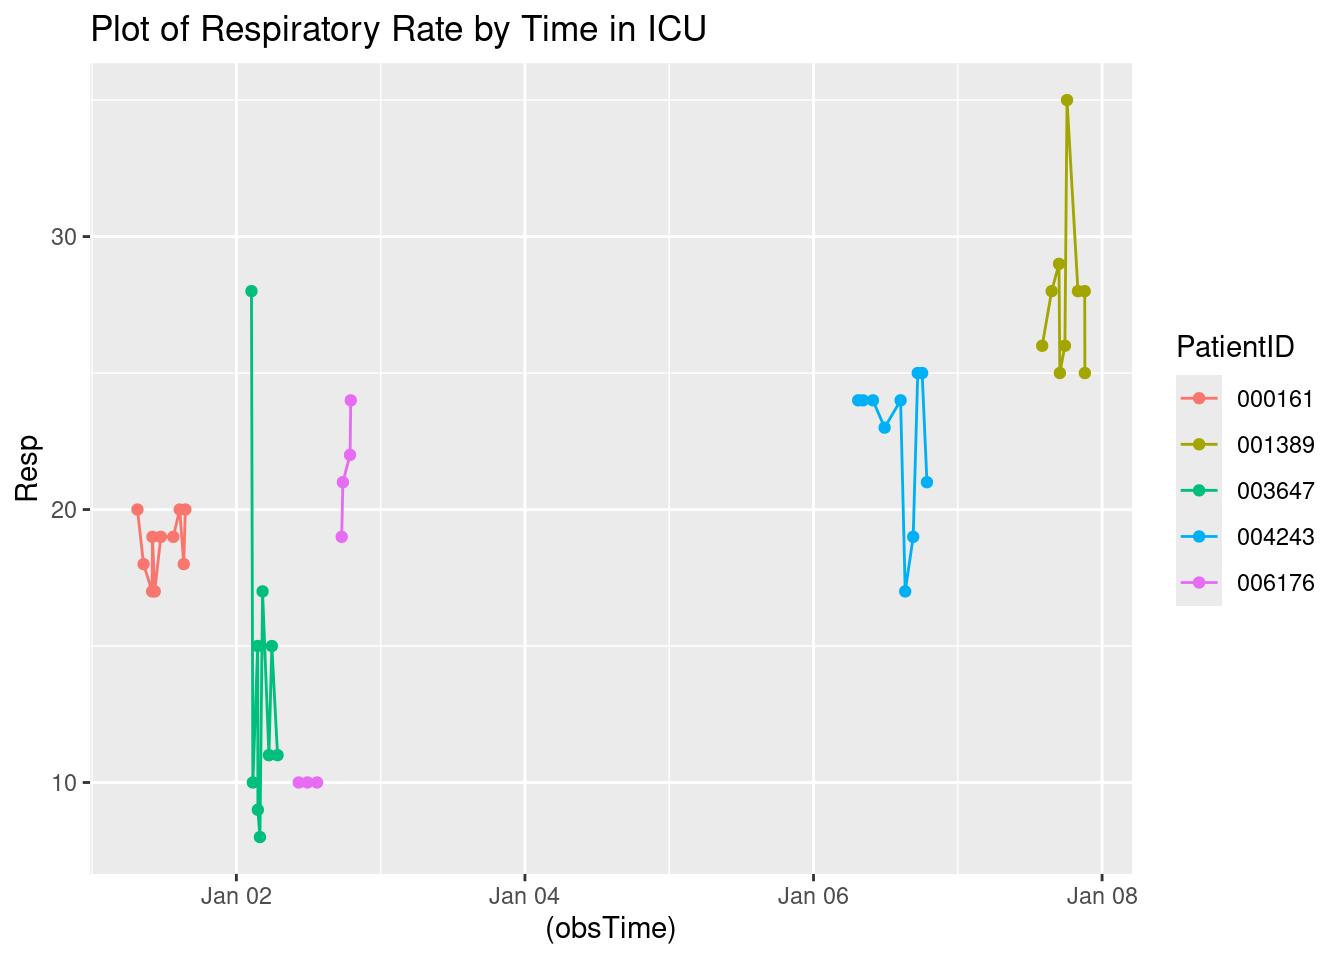 Plot of Respiratory Rate by Time in ICU
Resp
30
20
10
Jan 02
Jan 04
Jan 06
Jan 08
(obsTime)
PatientID
000161
001389
003647
004243
006176